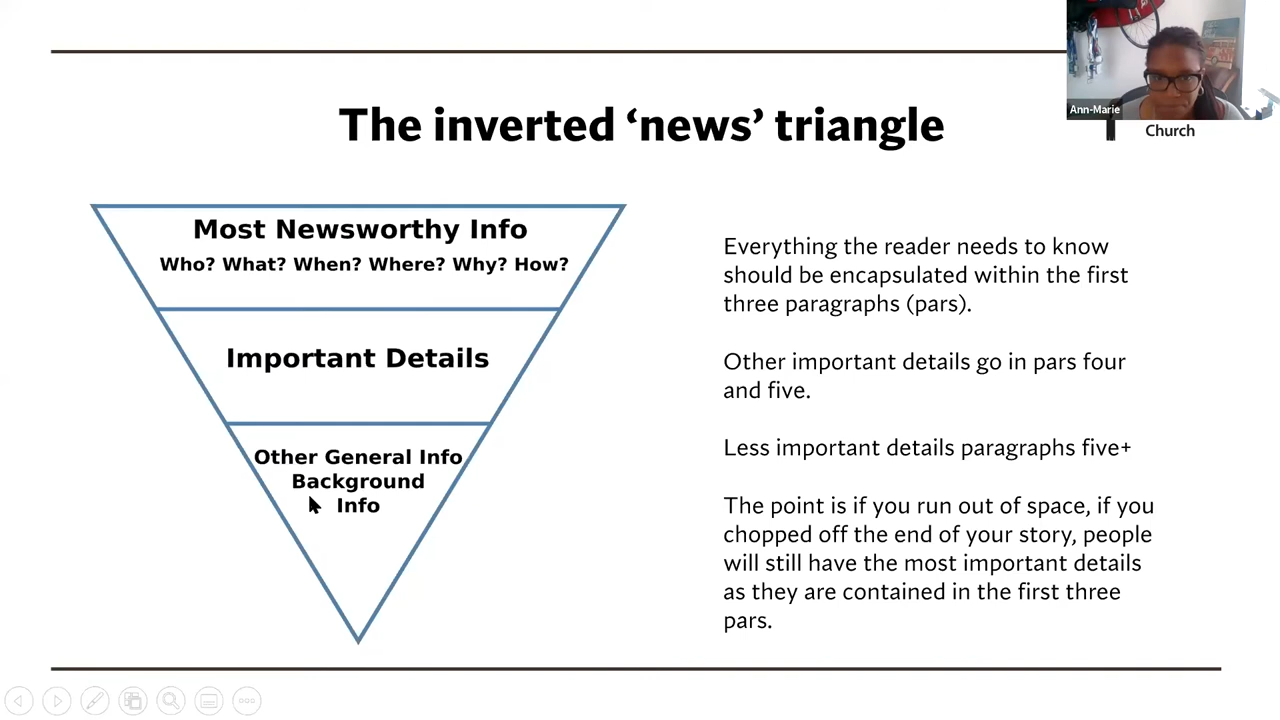 Ann-Marie
Church
The inverted ‘news’ triangle
Most Newsworthy Info
Who? What? When? Where? Why? How?
Important Details
Other General Info
Background
Info
Everything the reader needs to know
should be encapsulated within the first
three paragraphs (pars).
Other important details go in pars four
and five.
Less important details paragraphs five+
The point is if you run out of space, if you
chopped off the end of your story, people
will still have the most important details
as they are contained in the first three
pars.